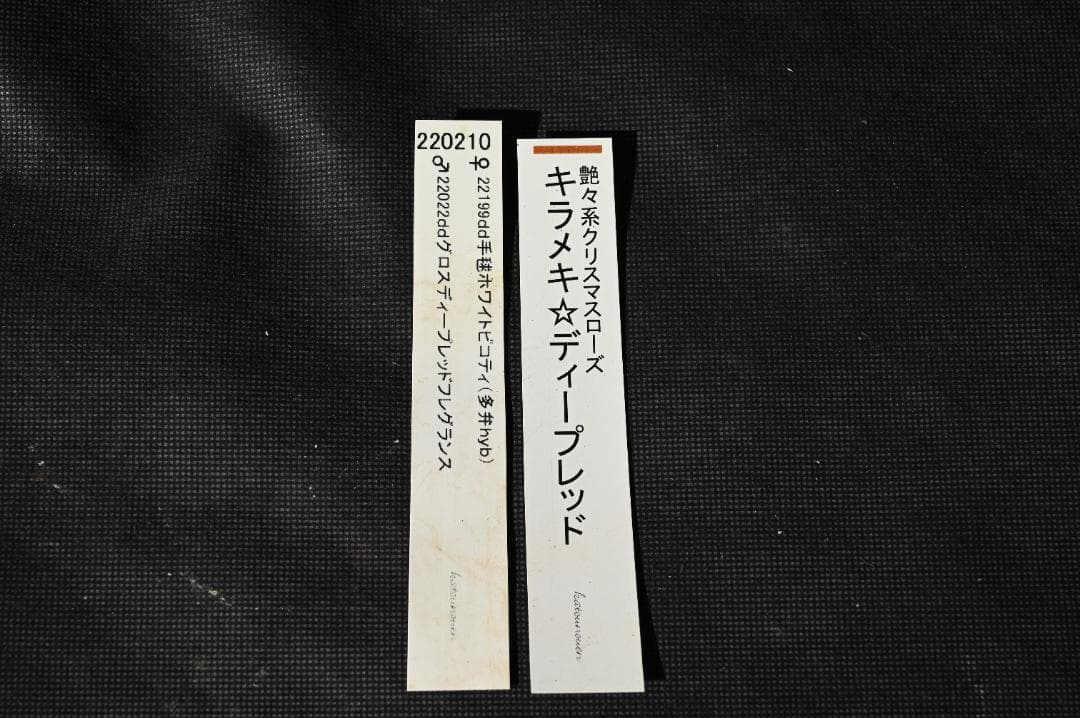 220210
♀22199dd手毬ホワイトピコティ(多弁hyb)
♂22022ddグロスディープレッドフレグランス
katounouen
艶々系クリスマスローズ
キラメキ☆ディープレッド
katounouen